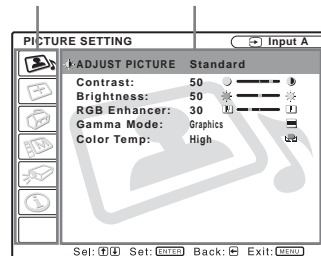 PICTURE SETTING Input A
ADJUST PICTURE Standard
Contrast: 50
Brightness: 50
RGB Enhancer: 30
Gamma Mode: Graphics
Color Temp: High
Sel: Set: ENTER Back: Exit: MENU